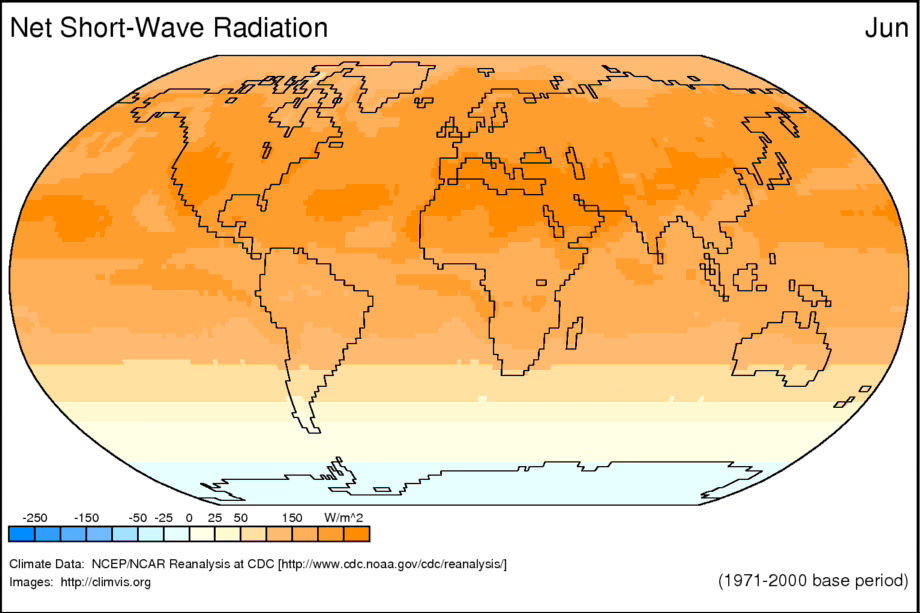 Net Short-Wave Radiation Jun
-250 -150 -50 -25 0 25 50 150 W/m^2
Climate Data: NCEP/NCAR Reanalysis at CDC [http://www.cdc.noaa.gov/cdc/reanalysis/]
Images: http://climvis.org (1971-2000 base period)